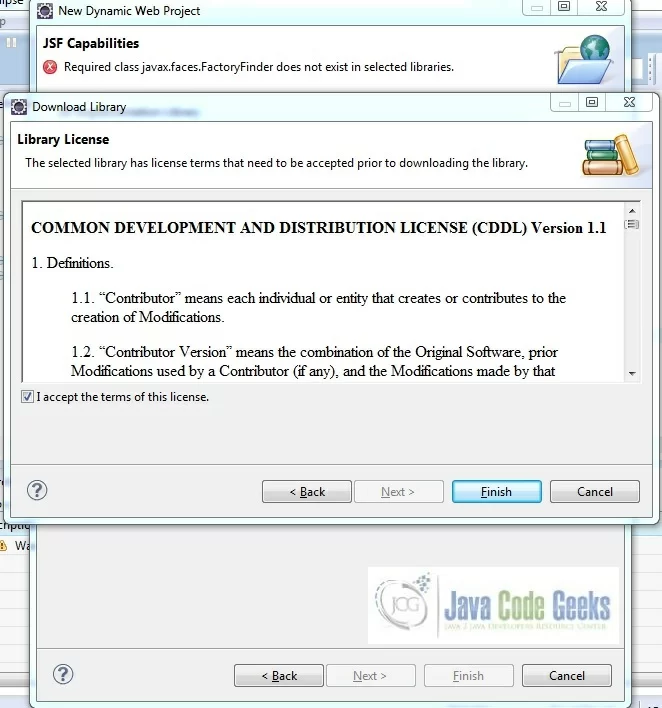 New Dynamic Web Project
JSF Capabilities
Required class javax.faces.FactoryFinder does not exist in selected libraries.
Download Library
Library License
The selected library has license terms that need to be accepted prior to downloading the library.
COMMON DEVELOPMENT AND DISTRIBUTION LICENSE (CDDL) Version 1.1
1. Definitions.
1.1. “Contributor” means each individual or entity that creates or contributes to the
creation of Modifications.
1.2. “Contributor Version” means the combination of the Original Software, prior
Modifications used by a Contributor (if any), and the Modifications made by that
I accept the terms of this license.
?
< Back
Next >
Finish
Cancel
Wa
JCG
Java Code Geeks
JAVA 2 JAVA DEVELOPERS RESOURCE CENTER
?
< Back
Next >
Finish
Cancel